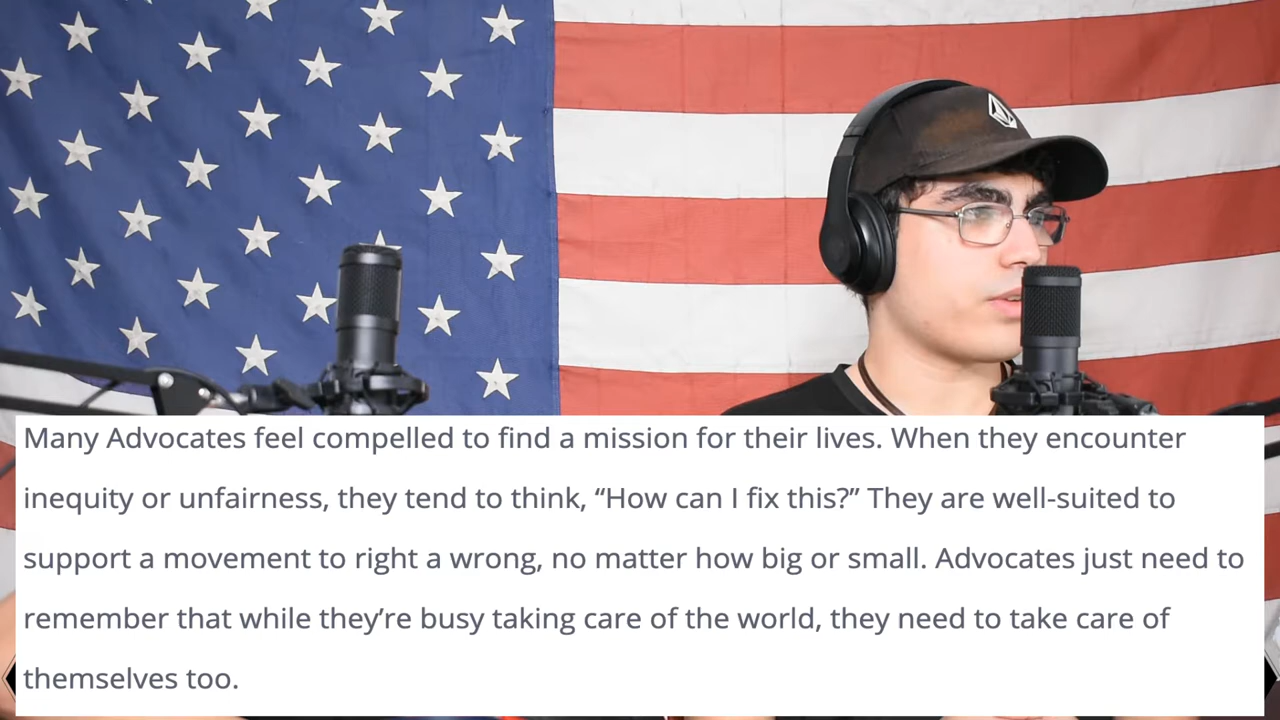 Many Advocates feel compelled to find a mission for their lives. When they encounter
inequity or unfairness, they tend to think, “How can I fix this?” They are well-suited to
support a movement to right a wrong, no matter how big or small. Advocates just need to
remember that while they’re busy taking care of the world, they need to take care of
themselves too.